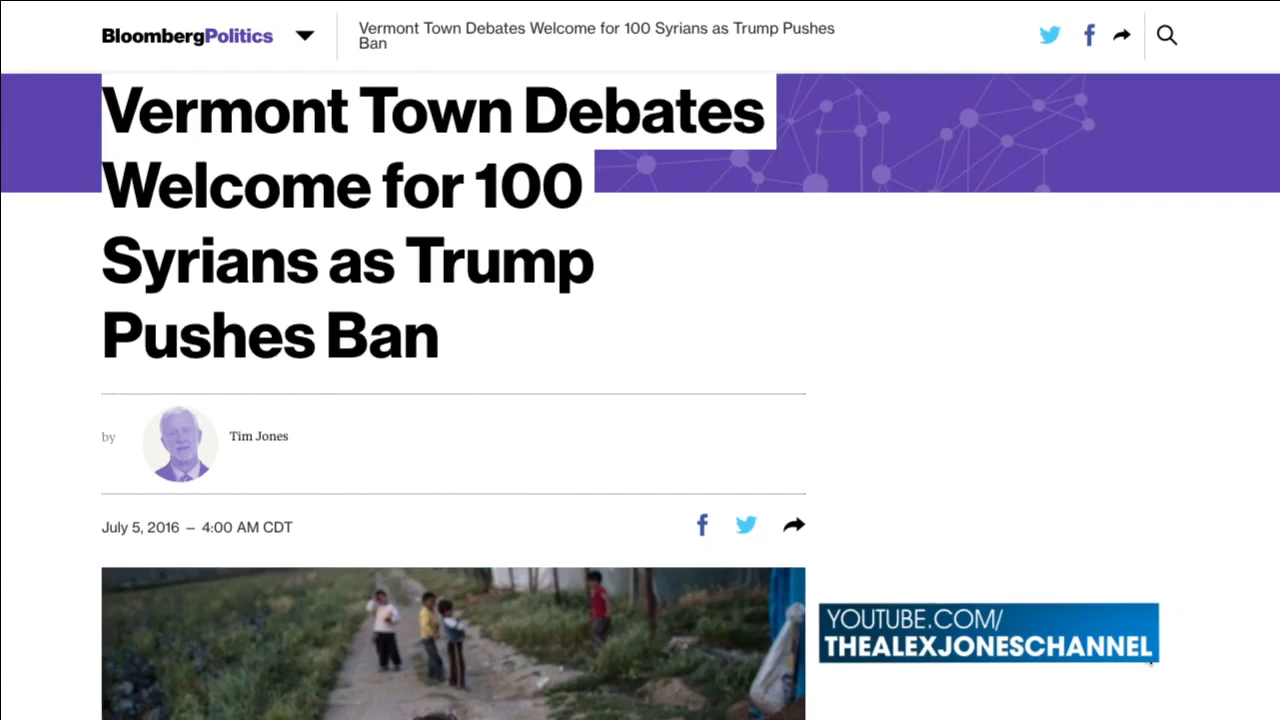 BloombergPolitics
Vermont Town Debates Welcome for 100 Syrians as Trump Pushes
Ban
Vermont Town Debates
Welcome for 100
Syrians as Trump
Pushes Ban
by
Tim Jones
July 5, 2016 – 4:00 AM CDT
YOUTUBE.COM/
THEALEXJONESCHANNEL